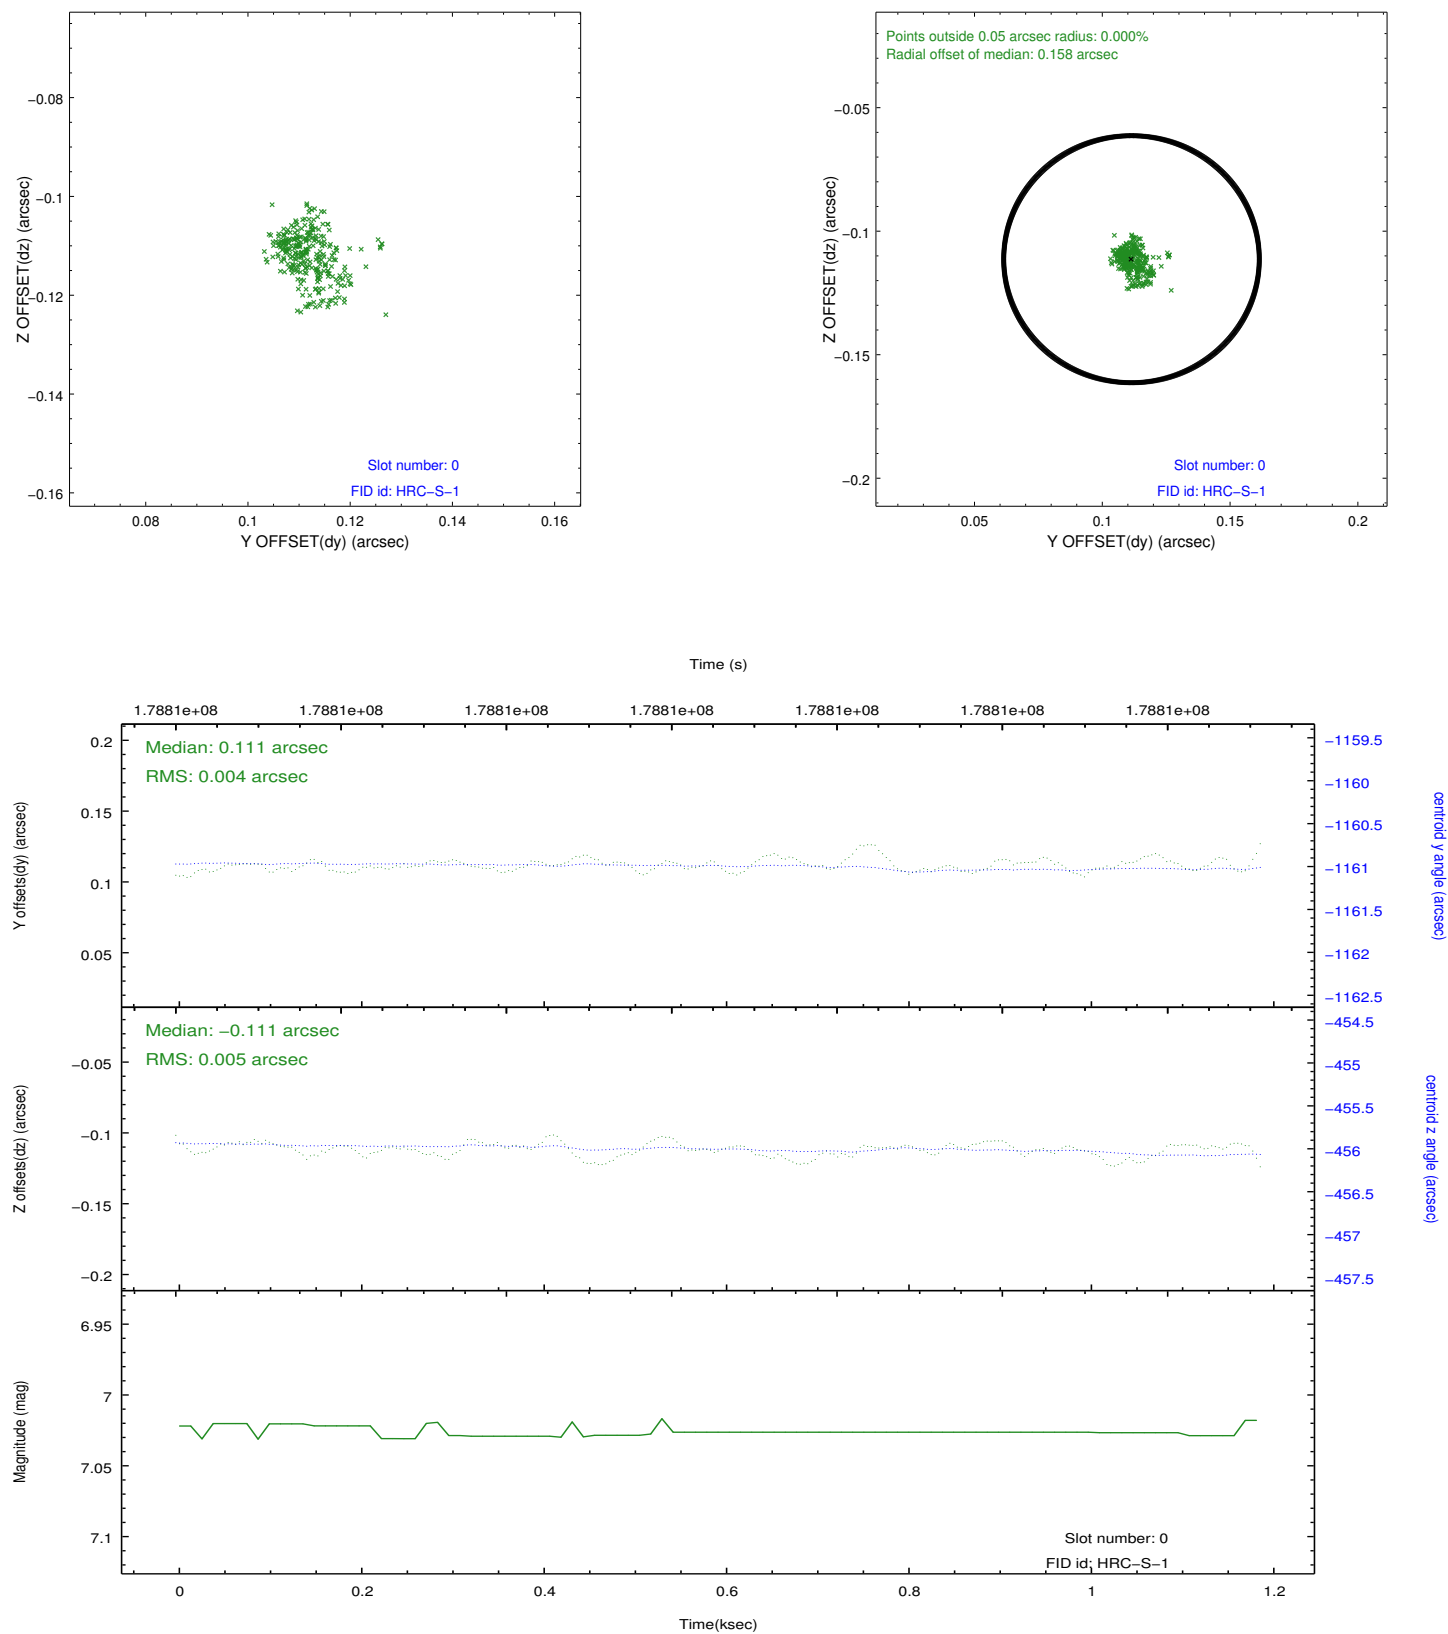 −0.08
−0.1
−0.12
−0.14
−0.16
Z OFFSET(dz) (arcsec)
Slot number: 0
FID id: HRC−S−1
0.08
0.1
0.12
0.14
0.16
Y OFFSET(dy) (arcsec)
Points outside 0.05 arcsec radius: 0.000%
Radial offset of median: 0.158 arcsec
−0.05
−0.1
−0.15
−0.2
Z OFFSET(dz) (arcsec)
Slot number: 0
FID id: HRC−S−1
0.05
0.1
0.15
0.2
Y OFFSET(dy) (arcsec)
Time (s)
1.7881e+08
1.7881e+08
1.7881e+08
1.7881e+08
1.7881e+08
1.7881e+08
1.7881e+08
Median: 0.111 arcsec
RMS: 0.004 arcsec
0.2
0.15
0.1
0.05
Y offsets(dy) (arcsec)
−1159.5
−1160
−1160.5
−1161
−1161.5
−1162
−1162.5
centroid y angle (arcsec)
Median: −0.111 arcsec
RMS: 0.005 arcsec
−0.05
−0.1
−0.15
−0.2
Z offsets(dz) (arcsec)
−454.5
−455
−455.5
−456
−456.5
−457
−457.5
centroid z angle (arcsec)
6.95
7
7.05
7.1
Magnitude (mag)
Slot number: 0
FID id: HRC−S−1
0
0.2
0.4
0.6
0.8
1
1.2
Time(ksec)